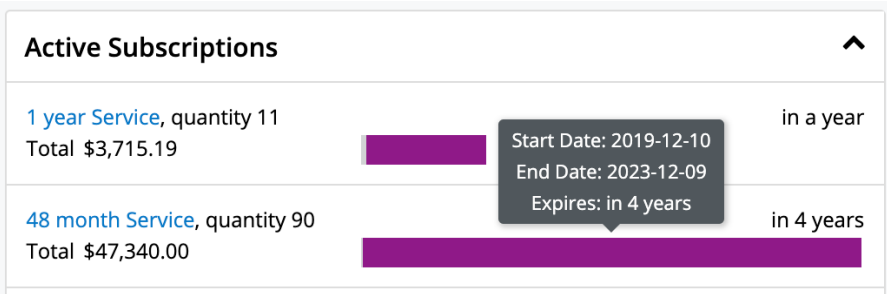 Active Subscriptions
1 year Service, quantity 11
in a year
Total $3,715.19
Start Date: 2019-12-10
End Date: 2023-12-09
Expires: in 4 years
48 month Service, quantity 90
in 4 years
Total $47,340.00